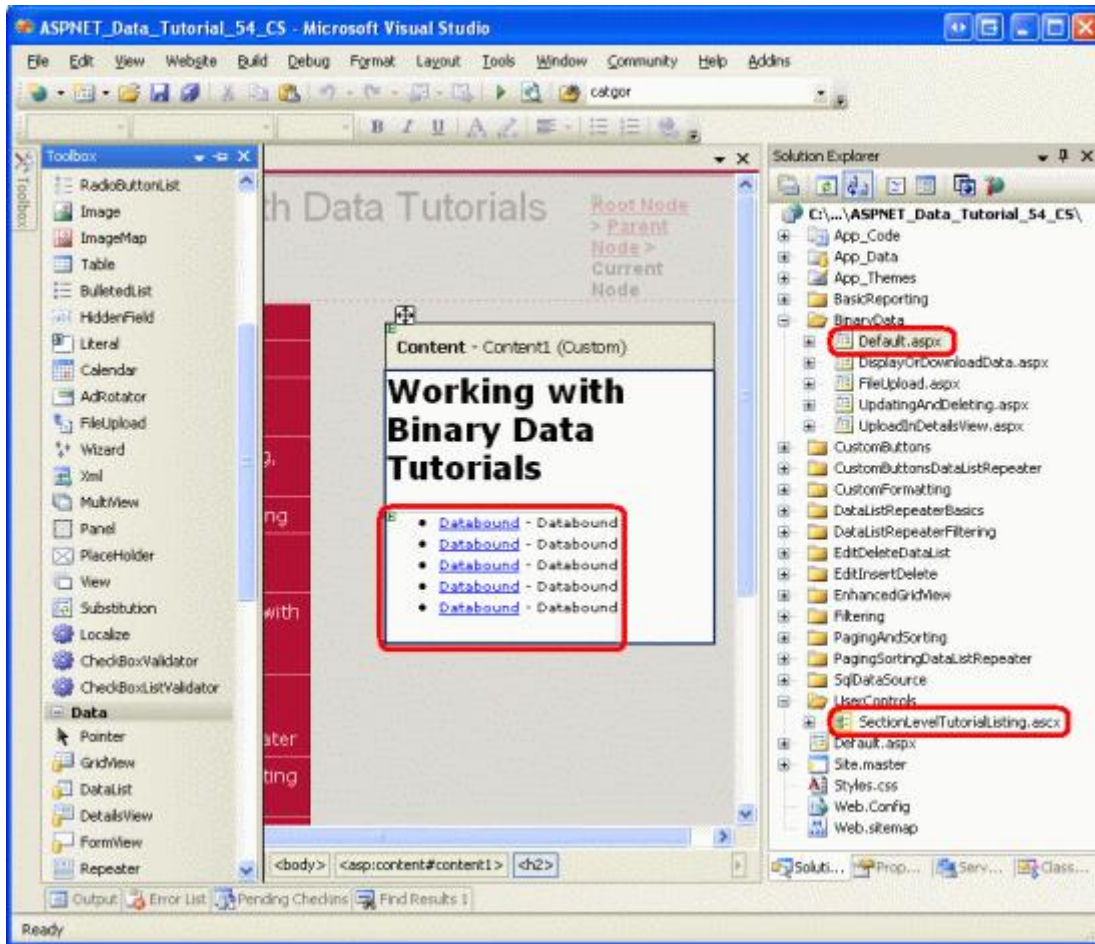 ASPNET_Data_Tutorial_54_CS - Microsoft Visual Studio
File Edit View Website Build Debug Format Layout Tools Window Community Help Addins
catgor
B I U A
Toolbox
Toolbox
RadioButtonList
Image
ImageMap
Table
BulletedList
HiddenField
Literal
Calendar
AdRotator
FileUpload
Wizard
Xml
MultiView
Panel
PlaceHolder
View
Substitution
Localize
CheckBoxValidator
CheckBoxListValidator
Data
Pointer
GridView
DataList
DetailsView
FormView
Repeater
th Data Tutorials
Root Node
> Parent
Node >
Current
Node
g,
ng
with
ater
ting
Content - Content1 (Custom)
Working with
Binary Data
Tutorials
• Databound - Databound
• Databound - Databound
• Databound - Databound
• Databound - Databound
• Databound - Databound
<body> <asp:content#content1> <h2>
Solution Explorer
C:\...\ASPNET_Data_Tutorial_54_CS\
App_Code
App_Data
App_Themes
BasicReporting
BinaryData
Default.aspx
DisplayOrDownloadData.aspx
FileUpload.aspx
UpdatingAndDeleting.aspx
UploadInDetailsView.aspx
CustomButtons
CustomButtonsDataListRepeater
CustomFormatting
DataListRepeaterBasics
DataListRepeaterFiltering
EditDeleteDataList
EditInsertDelete
EnhancedGridView
Filtering
PagingAndSorting
PagingSortingDataListRepeater
SqlDataSource
UserControls
SectionLevelTutorialListing.ascx
Default.aspx
Site.master
Styles.css
Web.Config
Web.sitemap
Soluti... Prop... Serv... Class...
Output Error List Pending Checkins Find Results 1
Ready